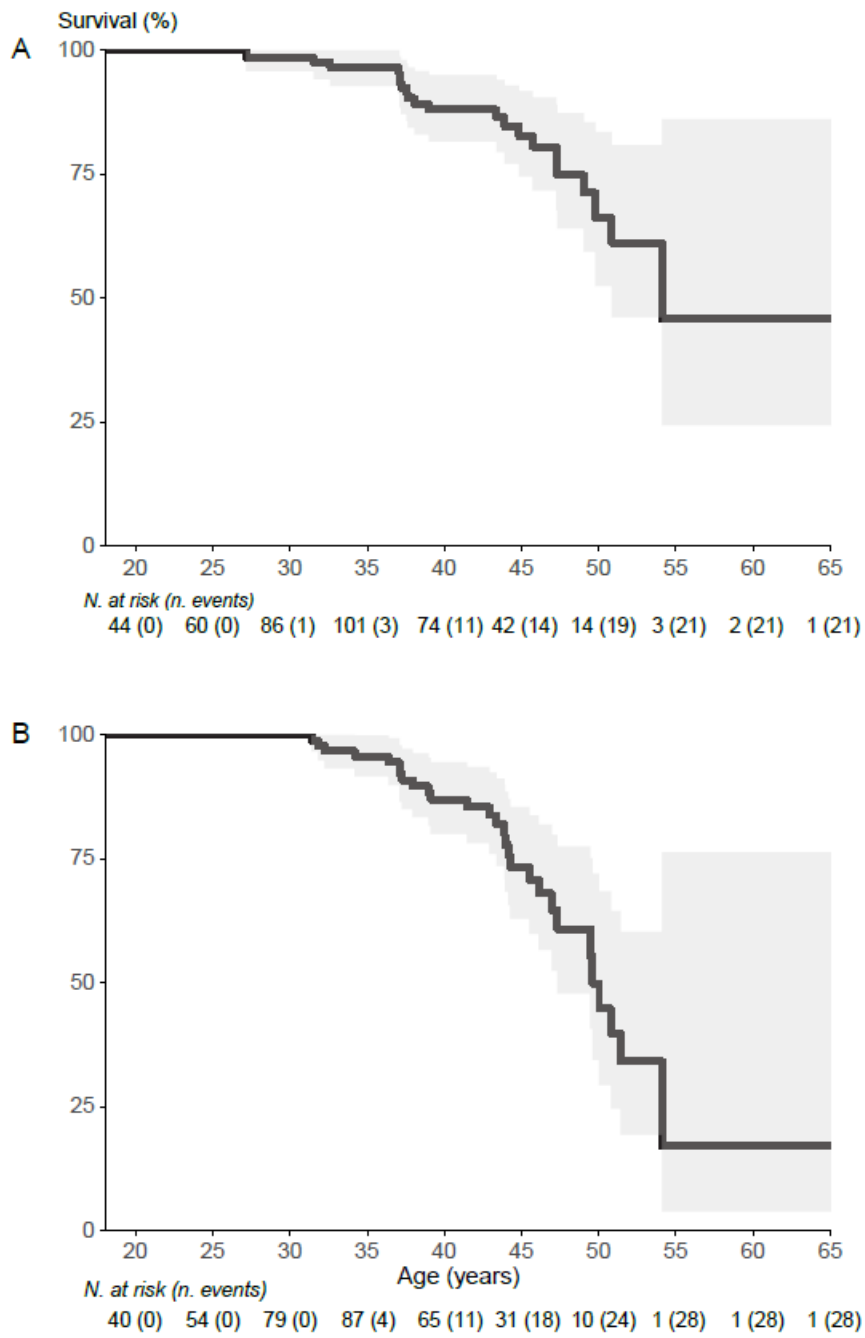 Survival (%)
A
100
75
50
25
0
20 25 30 35 40 45 50 55 60 65
N. at risk (n. events)
44 (0) 60 (0) 86 (1) 101 (3) 74 (11) 42 (14) 14 (19) 3 (21) 2 (21) 1 (21)
B
100
75
50
25
0
20 25 30 35 40 45 50 55 60 65
Age (years)
N. at risk (n. events)
40 (0) 54 (0) 79 (0) 87 (4) 65 (11) 31 (18) 10 (24) 1 (28) 1 (28) 1 (28)